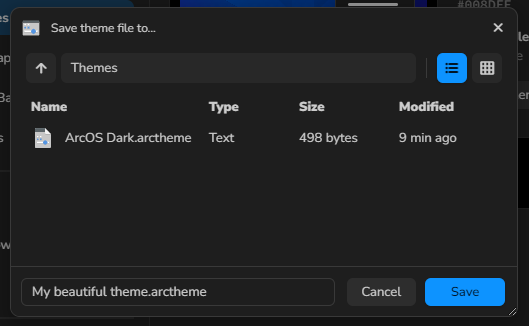 #008DFF
Save theme file to...
Themes
Name Type Size Modified
ArcOS Dark.arctheme Text 498 bytes 9 min ago
My beautiful theme.arctheme Cancel Save